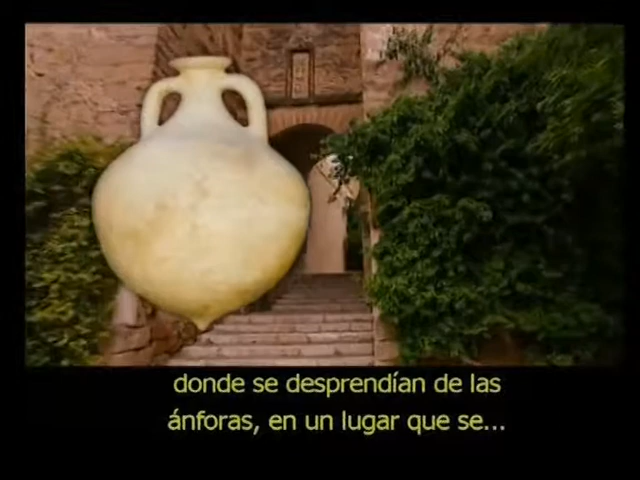 donde se desprendían de las
ánforas, en un lugar que se...